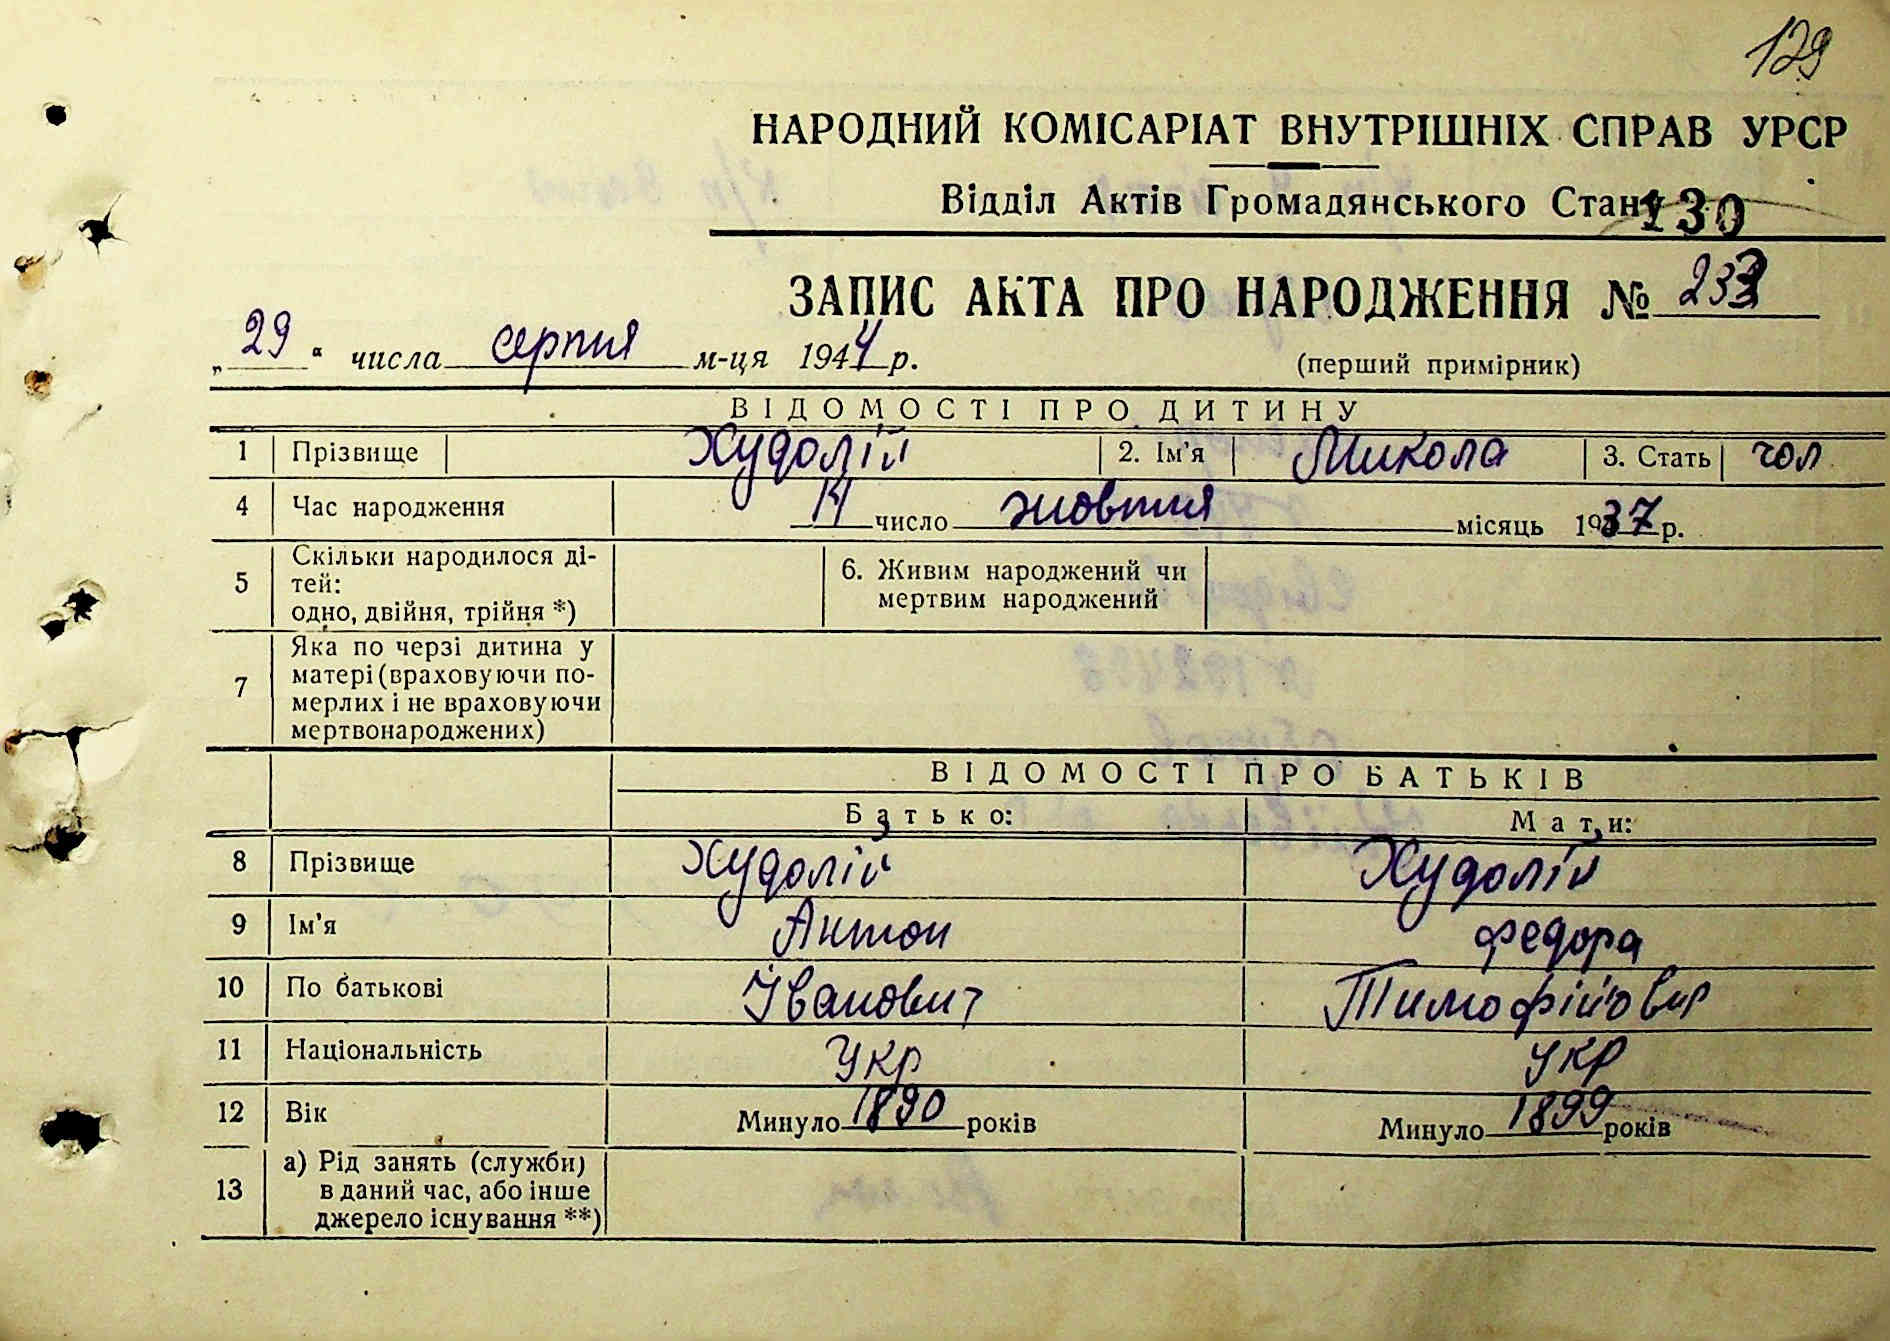 129
НАРОДНИЙ КОМІСАРІАТ ВНУТРІШНІХ СПРАВ УРСР
Відділ Актів Громадянського Стану
130
ЗАПИС АКТА ПРО НАРОДЖЕННЯ № 233
„29“ числа серпня м-ця 1944 р.
(перший примірник)
ВІДОМОСТІ ПРО ДИТИНУ
1 Прізвище Худолій 2. Ім'я Микола 3. Стать чол
4 Час народження 14 число жовтня місяць 1937 р.
5 Скільки народилося ді-
тей:
одно, двійня, трійня *)
6. Живим народжений чи
мертвим народжений
7 Яка по черзі дитина у
матері (враховуючи по-
мерлих і не враховуючи
мертвонароджених)
ВІДОМОСТІ ПРО БАТЬКІВ
Батько: Мати:
8 Прізвище Худолій Худолій
9 Ім'я Антон Федора
10 По батькові Іванович
11 Національність Укр Укр
12 Вік Минуло 1890 років Минуло 1899 років
13 а) Рід занять (служби)
в даний час, або інше
джерело існування **)